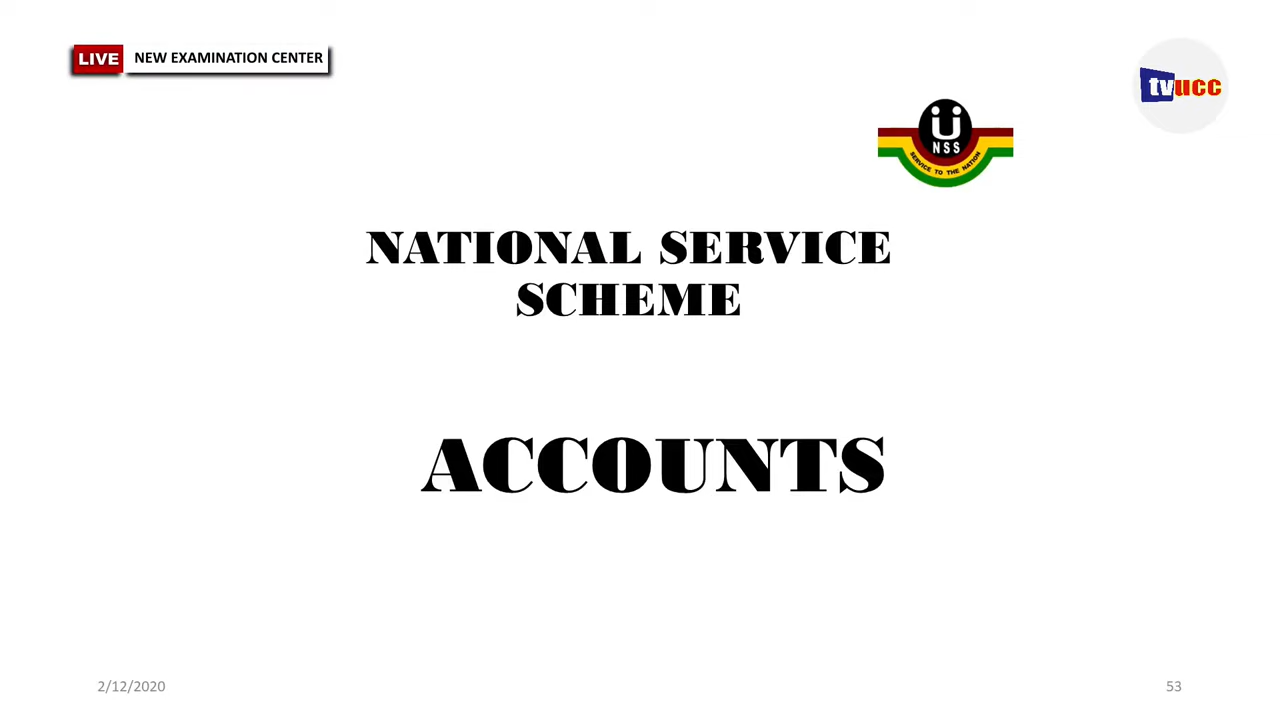 LIVE NEW EXAMINATION CENTER
tvucc
NSS
SERVICE TO THE NATION
NATIONAL SERVICE
SCHEME
ACCOUNTS
2/12/2020
53